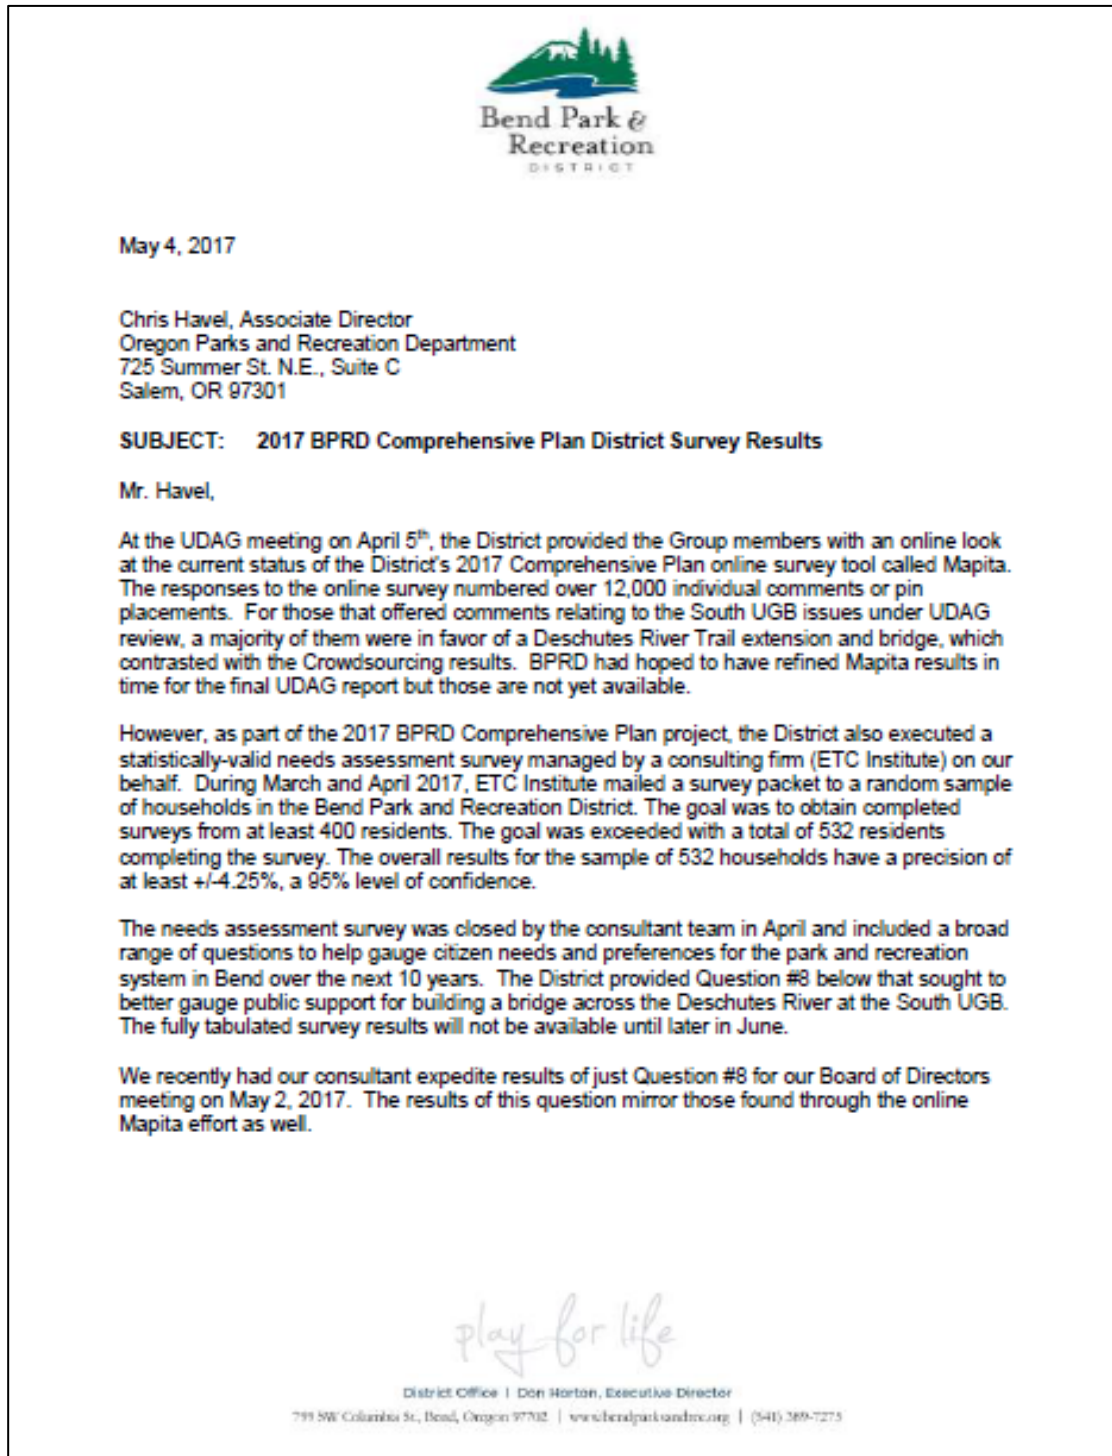 Bend Park &
Recreation
DISTRICT
May 4, 2017
Chris Havel, Associate Director
Oregon Parks and Recreation Department
725 Summer St. N.E., Suite C
Salem, OR 97301
SUBJECT: 2017 BPRD Comprehensive Plan District Survey Results
Mr. Havel,
At the UDAG meeting on April 5th, the District provided the Group members with an online look
at the current status of the District's 2017 Comprehensive Plan online survey tool called Mapita.
The responses to the online survey numbered over 12,000 individual comments or pin
placements. For those that offered comments relating to the South UGB issues under UDAG
review, a majority of them were in favor of a Deschutes River Trail extension and bridge, which
contrasted with the Crowdsourcing results. BPRD had hoped to have refined Mapita results in
time for the final UDAG report but those are not yet available.
However, as part of the 2017 BPRD Comprehensive Plan project, the District also executed a
statistically-valid needs assessment survey managed by a consulting firm (ETC Institute) on our
behalf. During March and April 2017, ETC Institute mailed a survey packet to a random sample
of households in the Bend Park and Recreation District. The goal was to obtain completed
surveys from at least 400 residents. The goal was exceeded with a total of 532 residents
completing the survey. The overall results for the sample of 532 households have a precision of
at least +/-4.25%, a 95% level of confidence.
The needs assessment survey was closed by the consultant team in April and included a broad
range of questions to help gauge citizen needs and preferences for the park and recreation
system in Bend over the next 10 years. The District provided Question #8 below that sought to
better gauge public support for building a bridge across the Deschutes River at the South UGB.
The fully tabulated survey results will not be available until later in June.
We recently had our consultant expedite results of just Question #8 for our Board of Directors
meeting on May 2, 2017. The results of this question mirror those found through the online
Mapita effort as well.
play for life
District Office | Don Horton, Executive Director
799 SW Columbia St., Bend, Oregon 97702 | www.bendparksandrec.org | (541) 389-7275